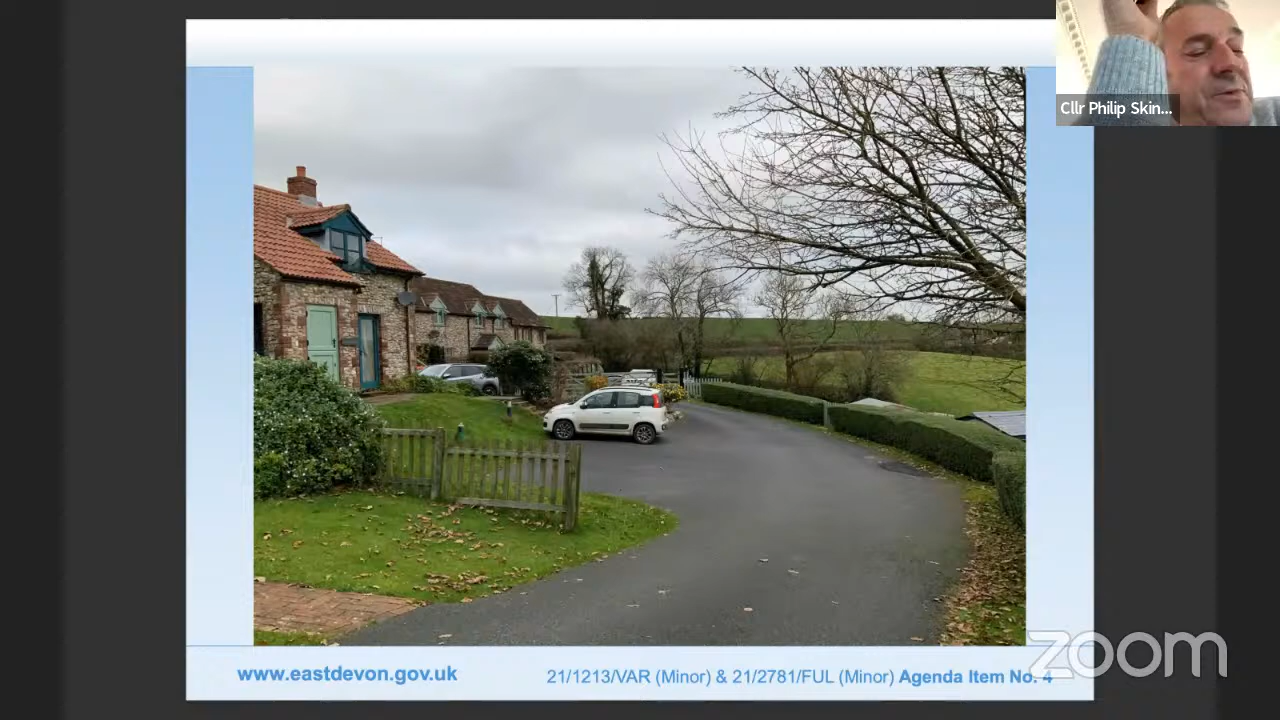 Cllr Philip Skin...
www.eastdevon.gov.uk
21/1213/VAR (Minor) & 21/2781/FUL (Minor) Agenda Item No. 4
zoom